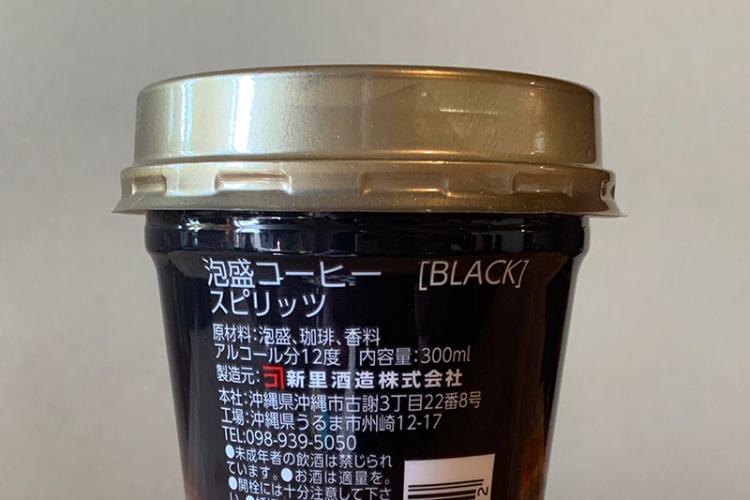 泡盛コーヒー [BLACK]
スピリッツ
原材料:泡盛、珈琲、香料
アルコール分12度 内容量:300ml
製造元: 新里酒造株式会社
本社:沖縄県沖縄市古謝3丁目22番8号
工場:沖縄県うるま市州崎12-17
TEL:098-939-5050
●未成年者の飲酒は禁じられ
ています。●お酒は適量を。
●開栓には十分注意して下さ